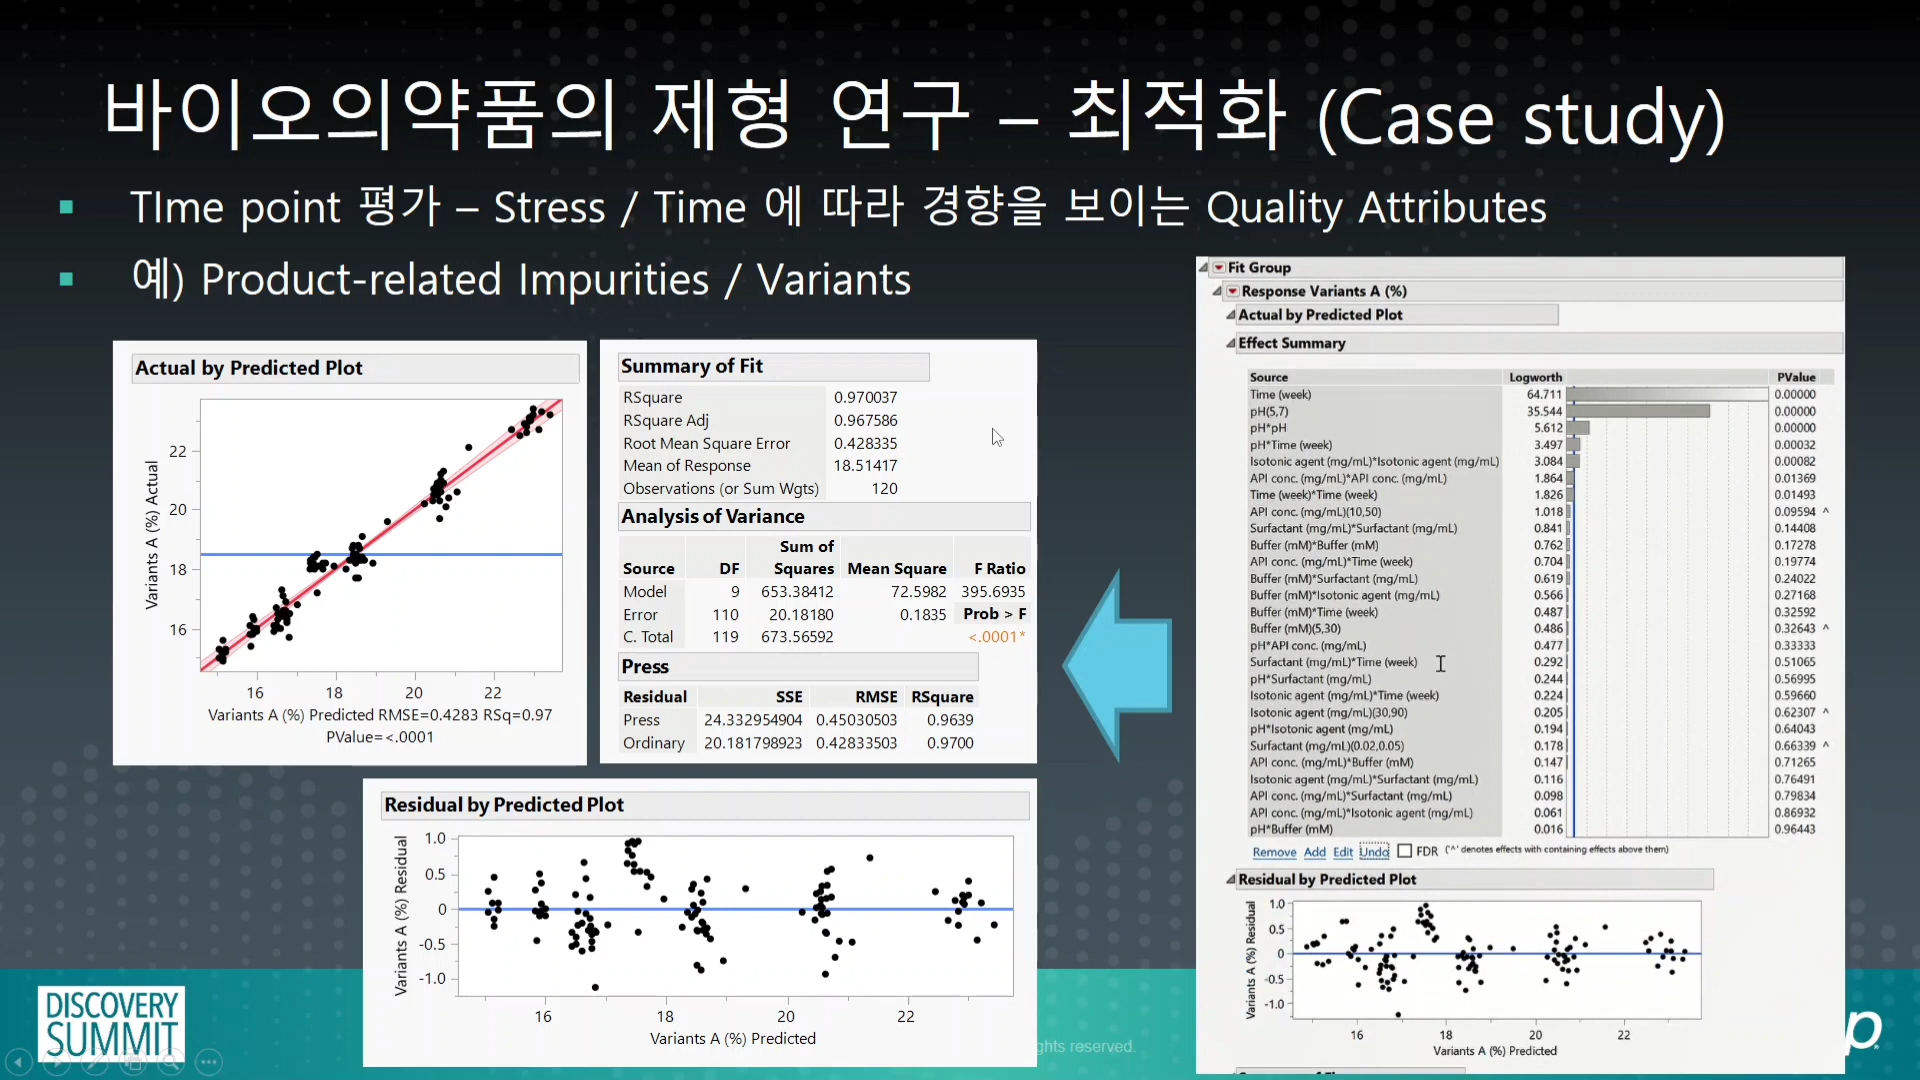 바이오의약품의 제형 연구 – 최적화 (Case study)
TIme point 평가 – Stress / Time 에 따라 경향을 보이는 Quality Attributes
예) Product-related Impurities / Variants
Actual by Predicted Plot
Variants A (%) Actual
22
20
18
16
16 18 20 22
Variants A (%) Predicted RMSE=0.4283 RSq=0.97
PValue=<.0001
Summary of Fit
RSquare 0.970037
RSquare Adj 0.967586
Root Mean Square Error 0.428335
Mean of Response 18.51417
Observations (or Sum Wgts) 120
Analysis of Variance
Source DF Sum of Squares Mean Square F Ratio
Model 9 653.38412 72.5982 395.6935
Error 110 20.18180 0.1835 Prob > F
C. Total 119 673.56592 <.0001*
Press
Residual SSE RMSE RSquare
Press 24.332954904 0.45030503 0.9639
Ordinary 20.181798923 0.42833503 0.9700
Residual by Predicted Plot
Variants A (%) Residual
1.0
0.5
0
-0.5
-1.0
16 18 20 22
Variants A (%) Predicted
Fit Group
Response Variants A (%)
Actual by Predicted Plot
Effect Summary
Source Logworth PValue
Time (week) 64.711 0.00000
pH(5,7) 35.544 0.00000
pH*pH 5.612 0.00000
pH*Time (week) 3.497 0.00032
Isotonic agent (mg/mL)*Isotonic agent (mg/mL) 3.084 0.00082
API conc. (mg/mL)*API conc. (mg/mL) 1.864 0.01369
Time (week)*Time (week) 1.826 0.01493
API conc. (mg/mL)(10,50) 1.018 0.09594 ^
Surfactant (mg/mL)*Surfactant (mg/mL) 0.841 0.14408
Buffer (mM)*Buffer (mM) 0.762 0.17278
API conc. (mg/mL)*Time (week) 0.704 0.19774
Buffer (mM)*Surfactant (mg/mL) 0.619 0.24022
Buffer (mM)*Isotonic agent (mg/mL) 0.566 0.27168
Buffer (mM)*Time (week) 0.487 0.32592
Buffer (mM)(5,30) 0.486 0.32643 ^
pH*API conc. (mg/mL) 0.477 0.33333
Surfactant (mg/mL)*Time (week) 0.292 0.51065
pH*Surfactant (mg/mL) 0.244 0.56995
Isotonic agent (mg/mL)*Time (week) 0.224 0.59660
Isotonic agent (mg/mL)(30,90) 0.205 0.62307 ^
pH*Isotonic agent (mg/mL) 0.194 0.64043
Surfactant (mg/mL)(0.02,0.05) 0.178 0.66339 ^
API conc. (mg/mL)*Buffer (mM) 0.147 0.71265
Isotonic agent (mg/mL)*Surfactant (mg/mL) 0.116 0.76491
API conc. (mg/mL)*Surfactant (mg/mL) 0.098 0.79834
API conc. (mg/mL)*Isotonic agent (mg/mL) 0.061 0.86932
pH*Buffer (mM) 0.016 0.96443
Remove Add Edit Undo FDR ('^' denotes effects with containing effects above them)
Residual by Predicted Plot
Variants A (%) Residual
1.0
0.5
0
-0.5
-1.0
16 18 20 22
Variants A (%) Predicted
DISCOVERY
SUMMIT
ghts reserved.
p.